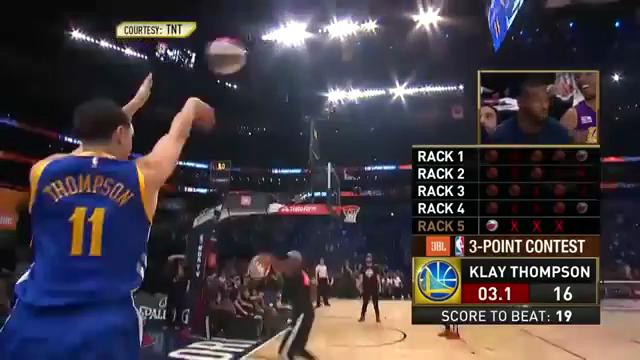 COURTESY: TNT
RACK 1
RACK 2
RACK 3
RACK 4
RACK 5 X X X
JBL 3-POINT CONTEST
KLAY THOMPSON
03.1 16
SCORE TO BEAT: 19
THOMPSON
11